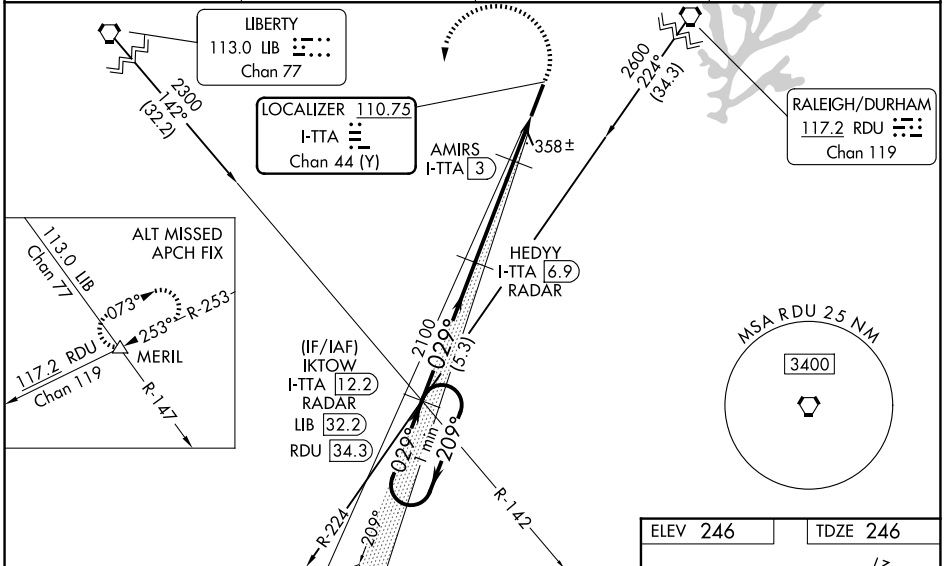 LIBERTY
113.0 LIB
Chan 77
2300
142°
(32.2)
LOCALIZER 110.75
I-TTA
Chan 44 (Y)
2600
224°
(34.3)
RALEIGH/DURHAM
117.2 RDU
Chan 119
358±
AMIRS
I-TTA 3
HEDYY
I-TTA 6.9
RADAR
ALT MISSED
APCH FIX
113.0 LIB
Chan 77
073°
253°
R-253
MERIL
117.2 RDU
Chan 119
R-147
2100
029°
(5.3)
(IF/IAF)
IKTOW
I-TTA 12.2
RADAR
LIB 32.2
RDU 34.3
029°
1 min
209°
R-224
209°
R-142
MSA RDU 25 NM
3400
ELEV 246
TDZE 246